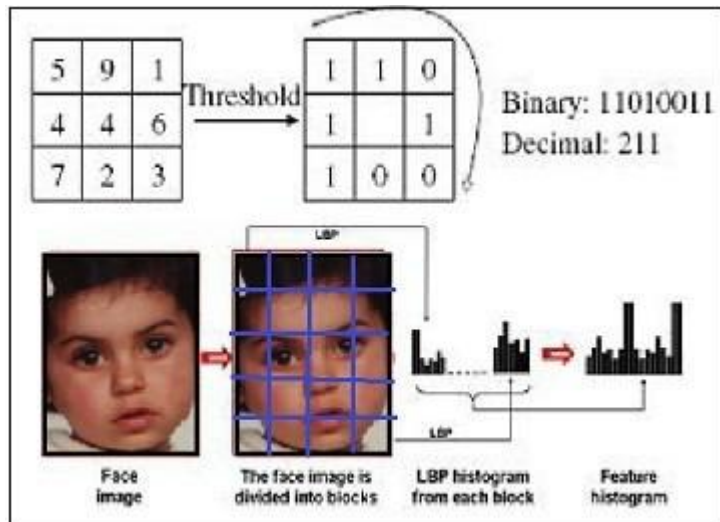 5 9 1
4 4 6
7 2 3
Threshold
1 1 0
1 1
1 0 0
Binary: 11010011
Decimal: 211
LBP
LBP
Face
image
The face image is
divided into blocks
LBP histogram
from each block
Feature
histogram